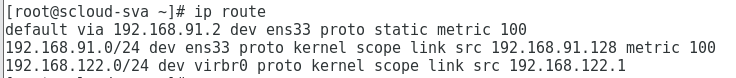 [root@scloud-sva ~]# ip route
default via 192.168.91.2 dev ens33 proto static metric 100
192.168.91.0/24 dev ens33 proto kernel scope link src 192.168.91.128 metric 100
192.168.122.0/24 dev virbr0 proto kernel scope link src 192.168.122.1